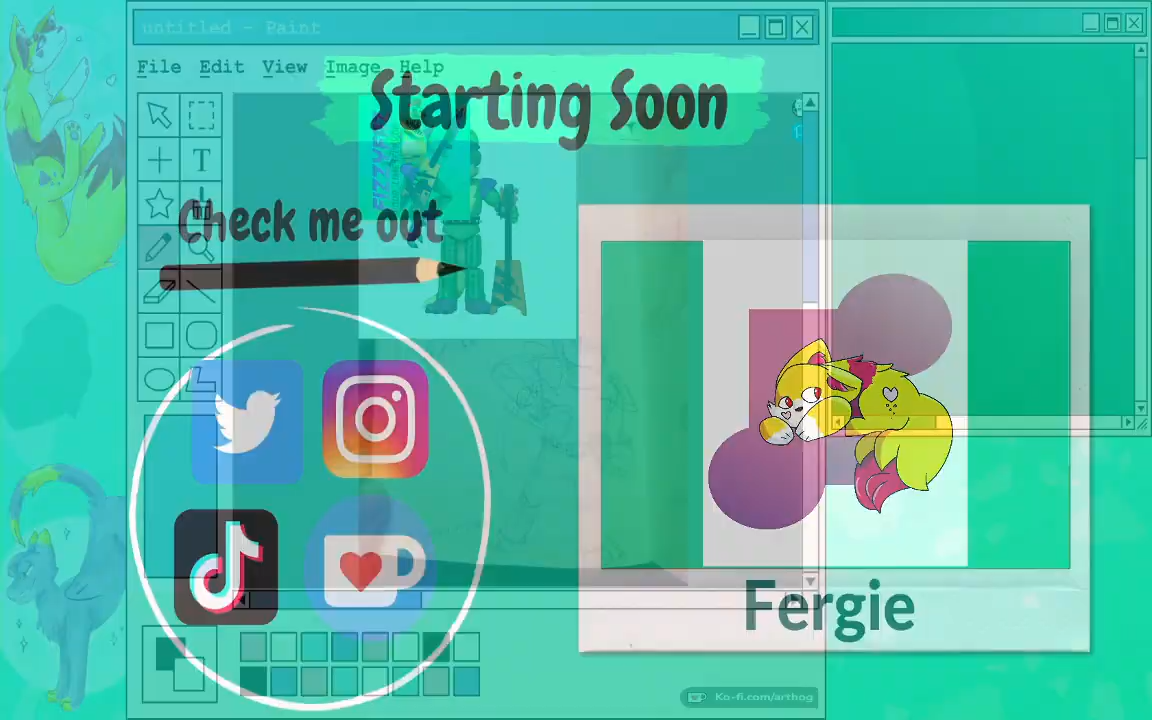 untitled - Paint
File Edit View Image Help
Starting Soon
Check me out
T
Fergie
Ko-fi.com/arthog